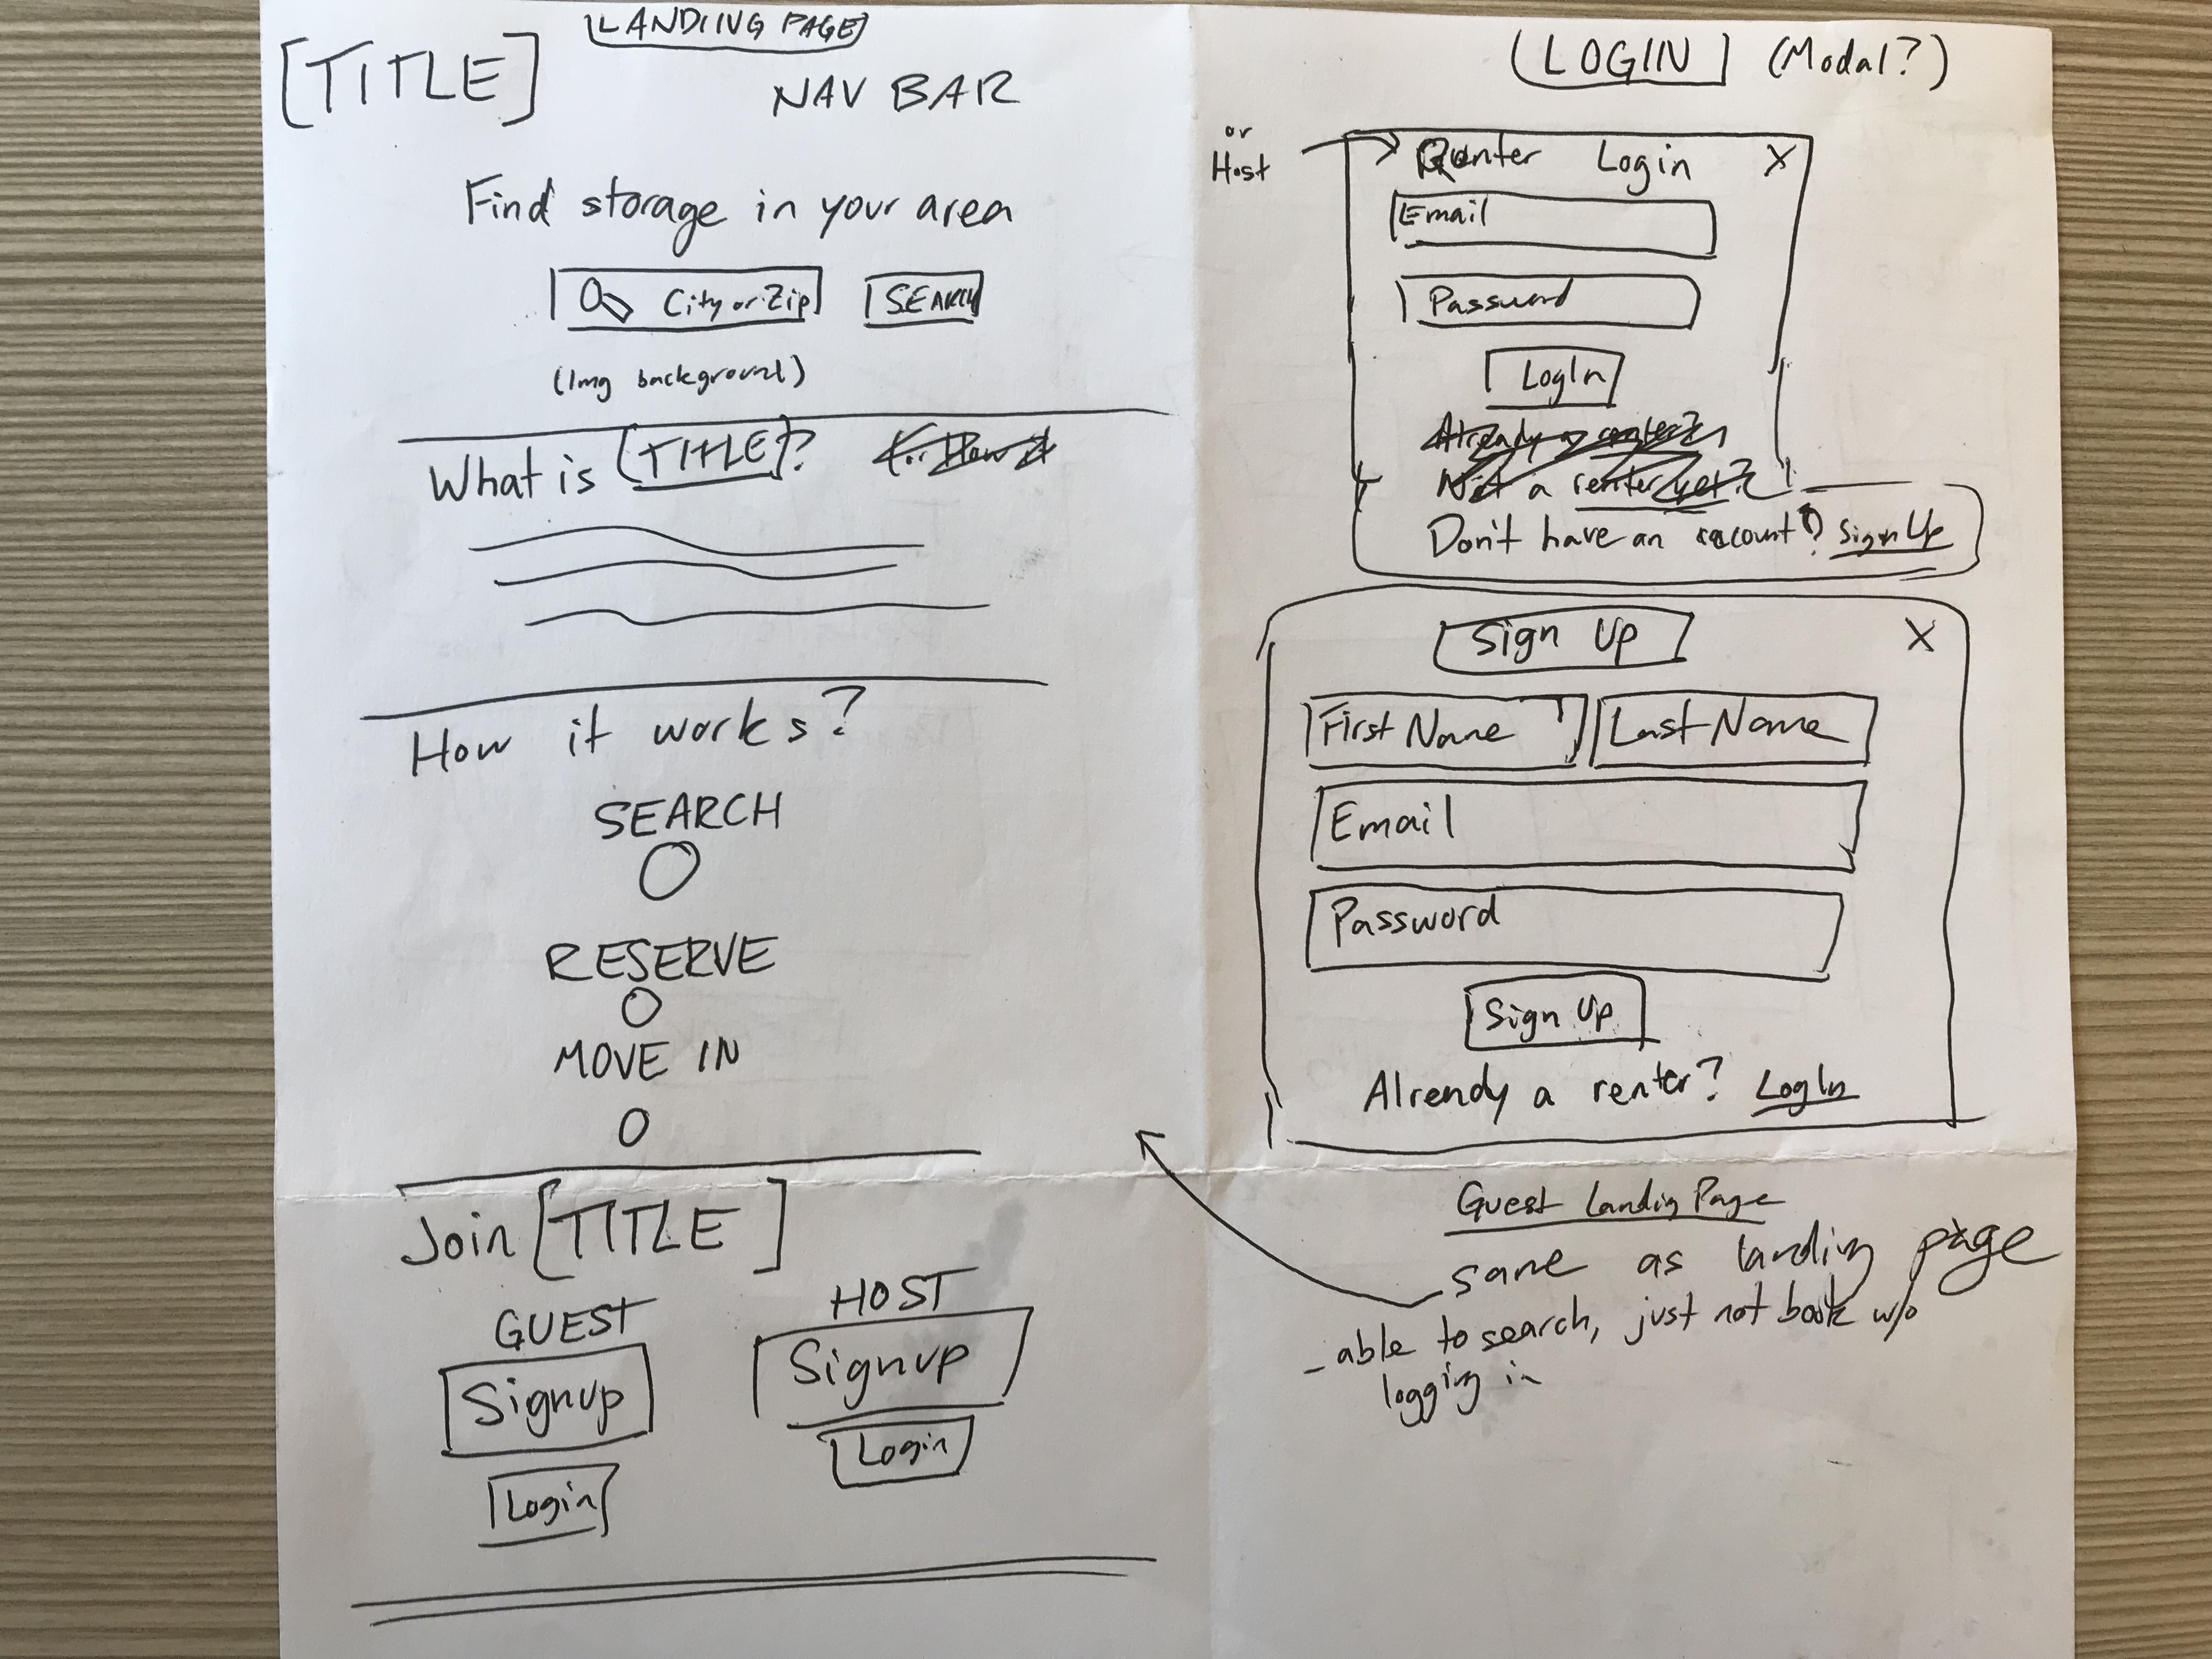 [LANDING PAGE]
[TITLE]
NAV BAR
Find storage in your area
City or Zip
SEARCH
(Img background)
What is [TITLE]?
How it works?
SEARCH
RESERVE
MOVE IN
Join [TITLE]
GUEST
Signup
Login
HOST
Signup
Login
[LOGIN] (Modal?)
or
Host
Renter Login X
Email
Password
LogIn
Already a renter?
Not a renter yet?
Don't have an account? Sign Up
Sign Up X
First Name
Last Name
Email
Password
Sign Up
Already a renter? LogIn
Guest Landing Page
same as landing page
- able to search, just not book w/o
logging in